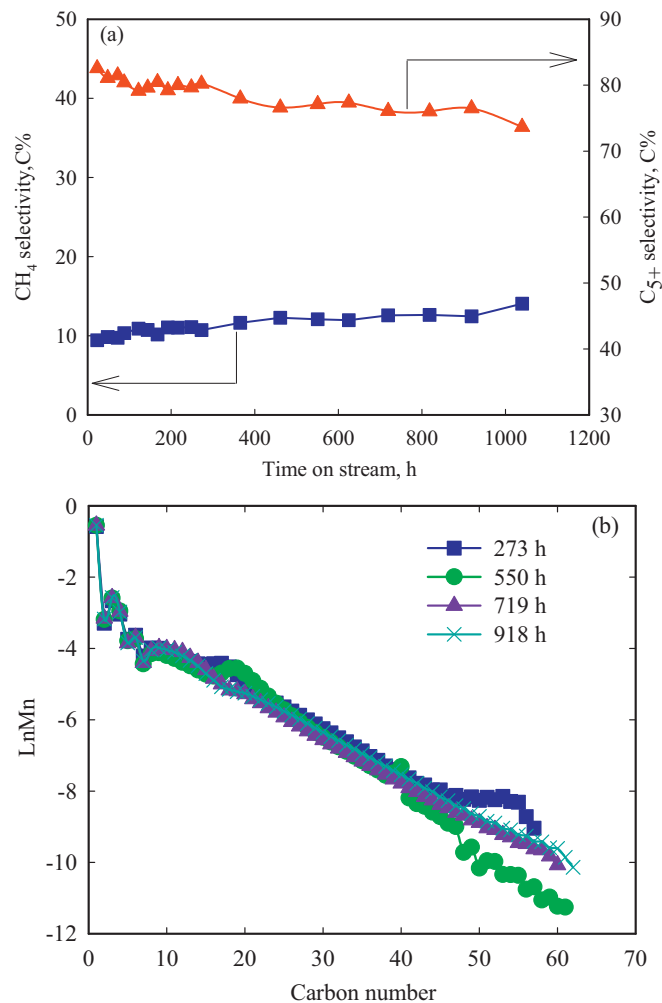 (a)
50
40
30
20
10
0
CH4 selectivity,C%
90
80
70
60
50
40
30
C5+ selectivity, C%
0 200 400 600 800 1000 1200
Time on stream, h
(b)
0
-2
-4
-6
-8
-10
-12
LnMn
273 h
550 h
719 h
918 h
0 10 20 30 40 50 60 70
Carbon number